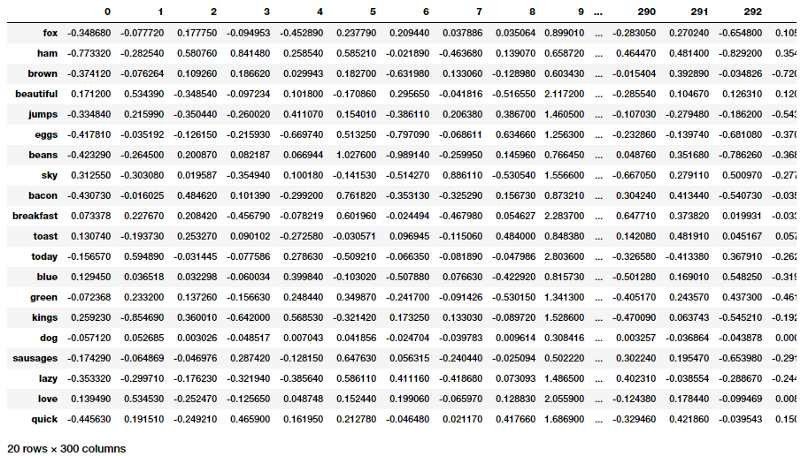 0 1 2 3 4 5 6 7 8 9 ... 290 291 292
fox -0.348680 -0.077720 0.177750 -0.094953 -0.452890 0.237790 0.209440 0.037886 0.035064 0.899010 ... -0.283050 0.270240 -0.654800
ham -0.773320 -0.282540 0.580760 0.841480 0.258540 0.585210 -0.021890 -0.463680 0.139070 0.658720 ... 0.464470 0.481400 -0.829200
brown -0.374120 -0.076264 0.109260 0.186620 0.029943 0.182700 -0.631980 0.133060 -0.128980 0.603430 ... -0.015404 0.392890 -0.034826
beautiful 0.171200 0.534390 -0.348540 -0.097234 0.101800 -0.170860 0.295650 -0.041816 -0.516550 2.117200 ... -0.285540 0.104670 0.126310
jumps -0.334840 0.215990 -0.350440 -0.260020 0.411070 0.154010 -0.386110 0.206380 0.386700 1.460500 ... -0.107030 -0.279480 -0.186200
eggs -0.417810 -0.035192 -0.126150 -0.215930 -0.669740 0.513250 -0.797090 -0.068611 0.634660 1.256300 ... -0.232860 -0.139740 -0.681080
beans -0.423290 -0.264500 0.200870 0.082187 0.066944 1.027600 -0.989140 -0.259950 0.145960 0.766450 ... 0.048760 0.351680 -0.786260
sky 0.312550 -0.303080 0.019587 -0.354940 0.100180 -0.141530 -0.514270 0.886110 -0.530540 1.556600 ... -0.667050 0.279110 0.500970
bacon -0.430730 -0.016025 0.484620 0.101390 -0.299200 0.761820 -0.353130 -0.325290 0.156730 0.873210 ... 0.304240 0.413440 -0.540730
breakfast 0.073378 0.227670 0.208420 -0.456790 -0.078219 0.601960 -0.024494 -0.467980 0.054627 2.283700 ... 0.647710 0.373820 0.019931
toast 0.130740 -0.193730 0.253270 0.090102 -0.272580 -0.030571 0.096945 -0.115060 0.484000 0.848380 ... 0.142080 0.481910 0.045167
today -0.156570 0.594890 -0.031445 -0.077586 0.278630 -0.509210 -0.066350 -0.081890 -0.047986 2.803600 ... -0.326580 -0.413380 0.367910
blue 0.129450 0.036518 0.032298 -0.060034 0.399840 -0.103020 -0.507880 0.076630 -0.422920 0.815730 ... -0.501280 0.169010 0.548250
green -0.072368 0.233200 0.137260 -0.156630 0.248440 0.349870 -0.241700 -0.091426 -0.530150 1.341300 ... -0.405170 0.243570 0.437300
kings 0.259230 -0.854690 0.360010 -0.642000 0.568530 -0.321420 0.173250 0.133030 -0.089720 1.528600 ... -0.470090 0.063743 -0.545210
dog -0.057120 0.052685 0.003026 -0.048517 0.007043 0.041856 -0.024704 -0.039783 0.009614 0.308416 ... 0.003257 -0.036864 -0.043878
sausages -0.174290 -0.064869 -0.046976 0.287420 -0.128150 0.647630 0.056315 -0.240440 -0.025094 0.502220 ... 0.302240 0.195470 -0.653980
lazy -0.353320 -0.299710 -0.176230 -0.321940 -0.385640 0.586110 0.411160 -0.418680 0.073093 1.486500 ... 0.402310 -0.038554 -0.288670
love 0.139490 0.534530 -0.252470 -0.125650 0.048748 0.152440 0.199060 -0.065970 0.128830 2.055900 ... -0.124380 0.178440 -0.099469
quick -0.445630 0.191510 -0.249210 0.465900 0.161950 0.212780 -0.046480 0.021170 0.417660 1.686900 ... -0.329460 0.421860 -0.039543
20 rows × 300 columns